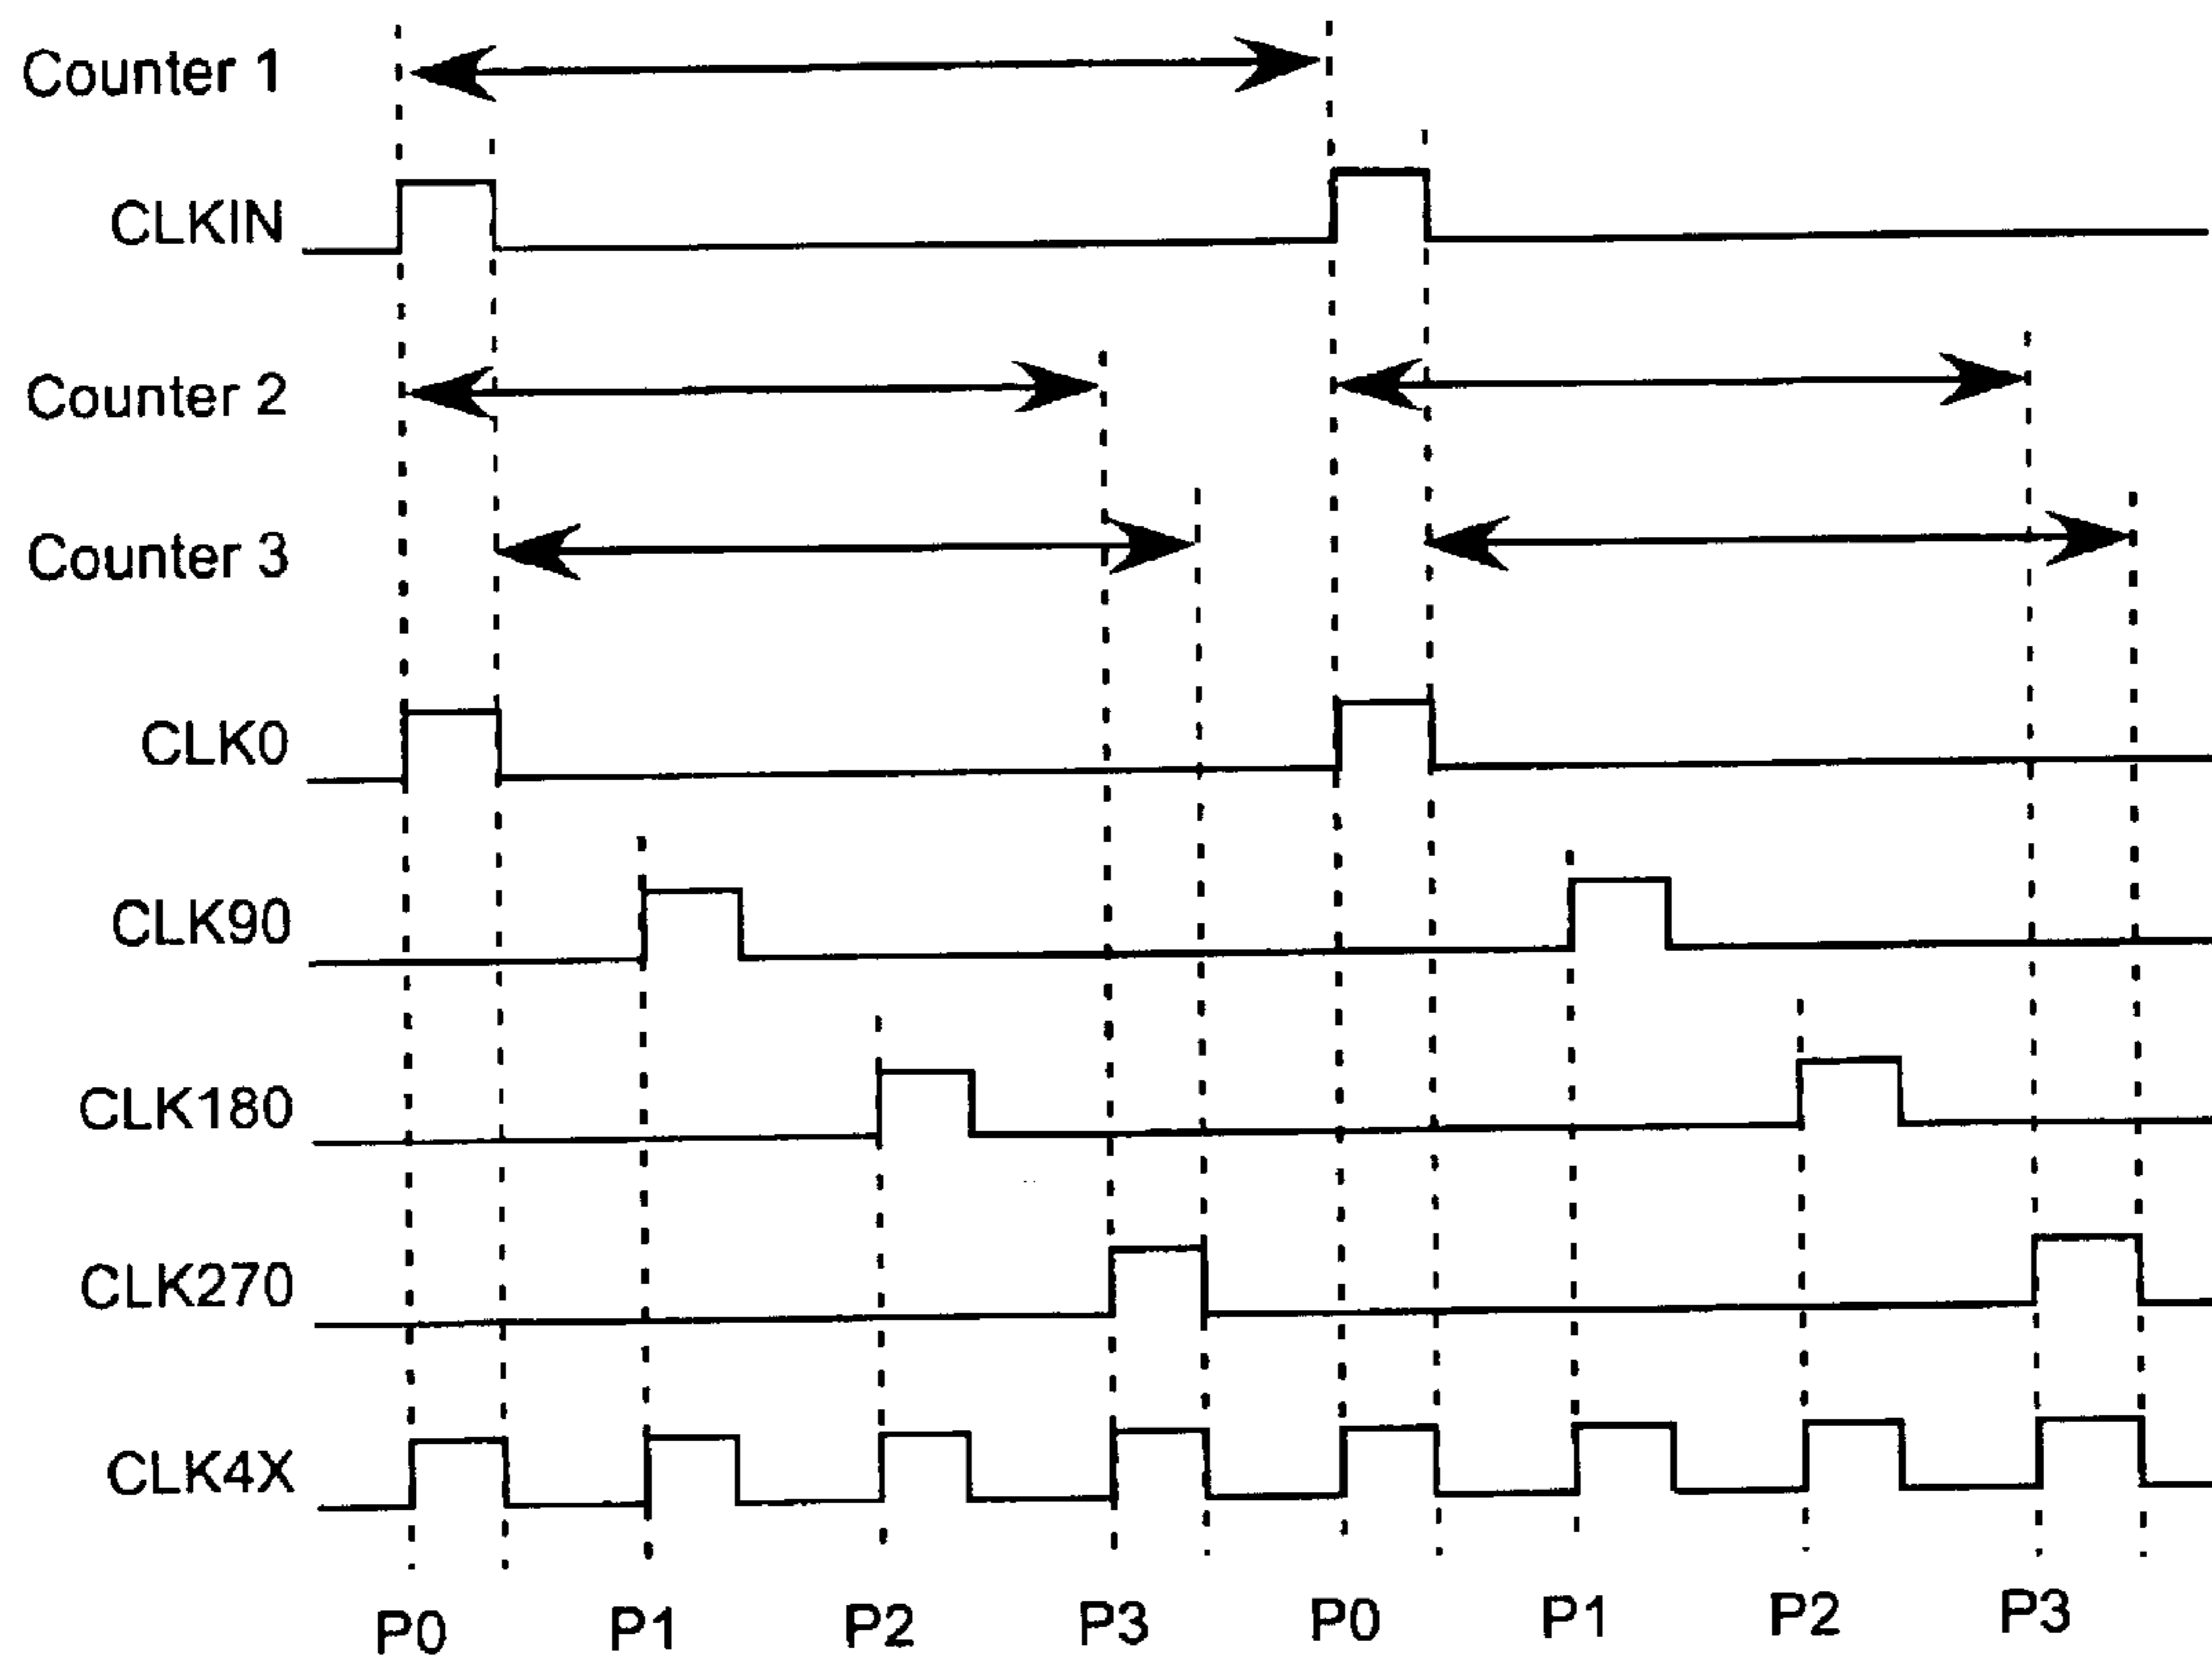 Counter 1
CLKIN
Counter 2
Counter 3
CLK0
CLK90
CLK180
CLK270
CLK4X
P0 P1 P2 P3 P0 P1 P2 P3